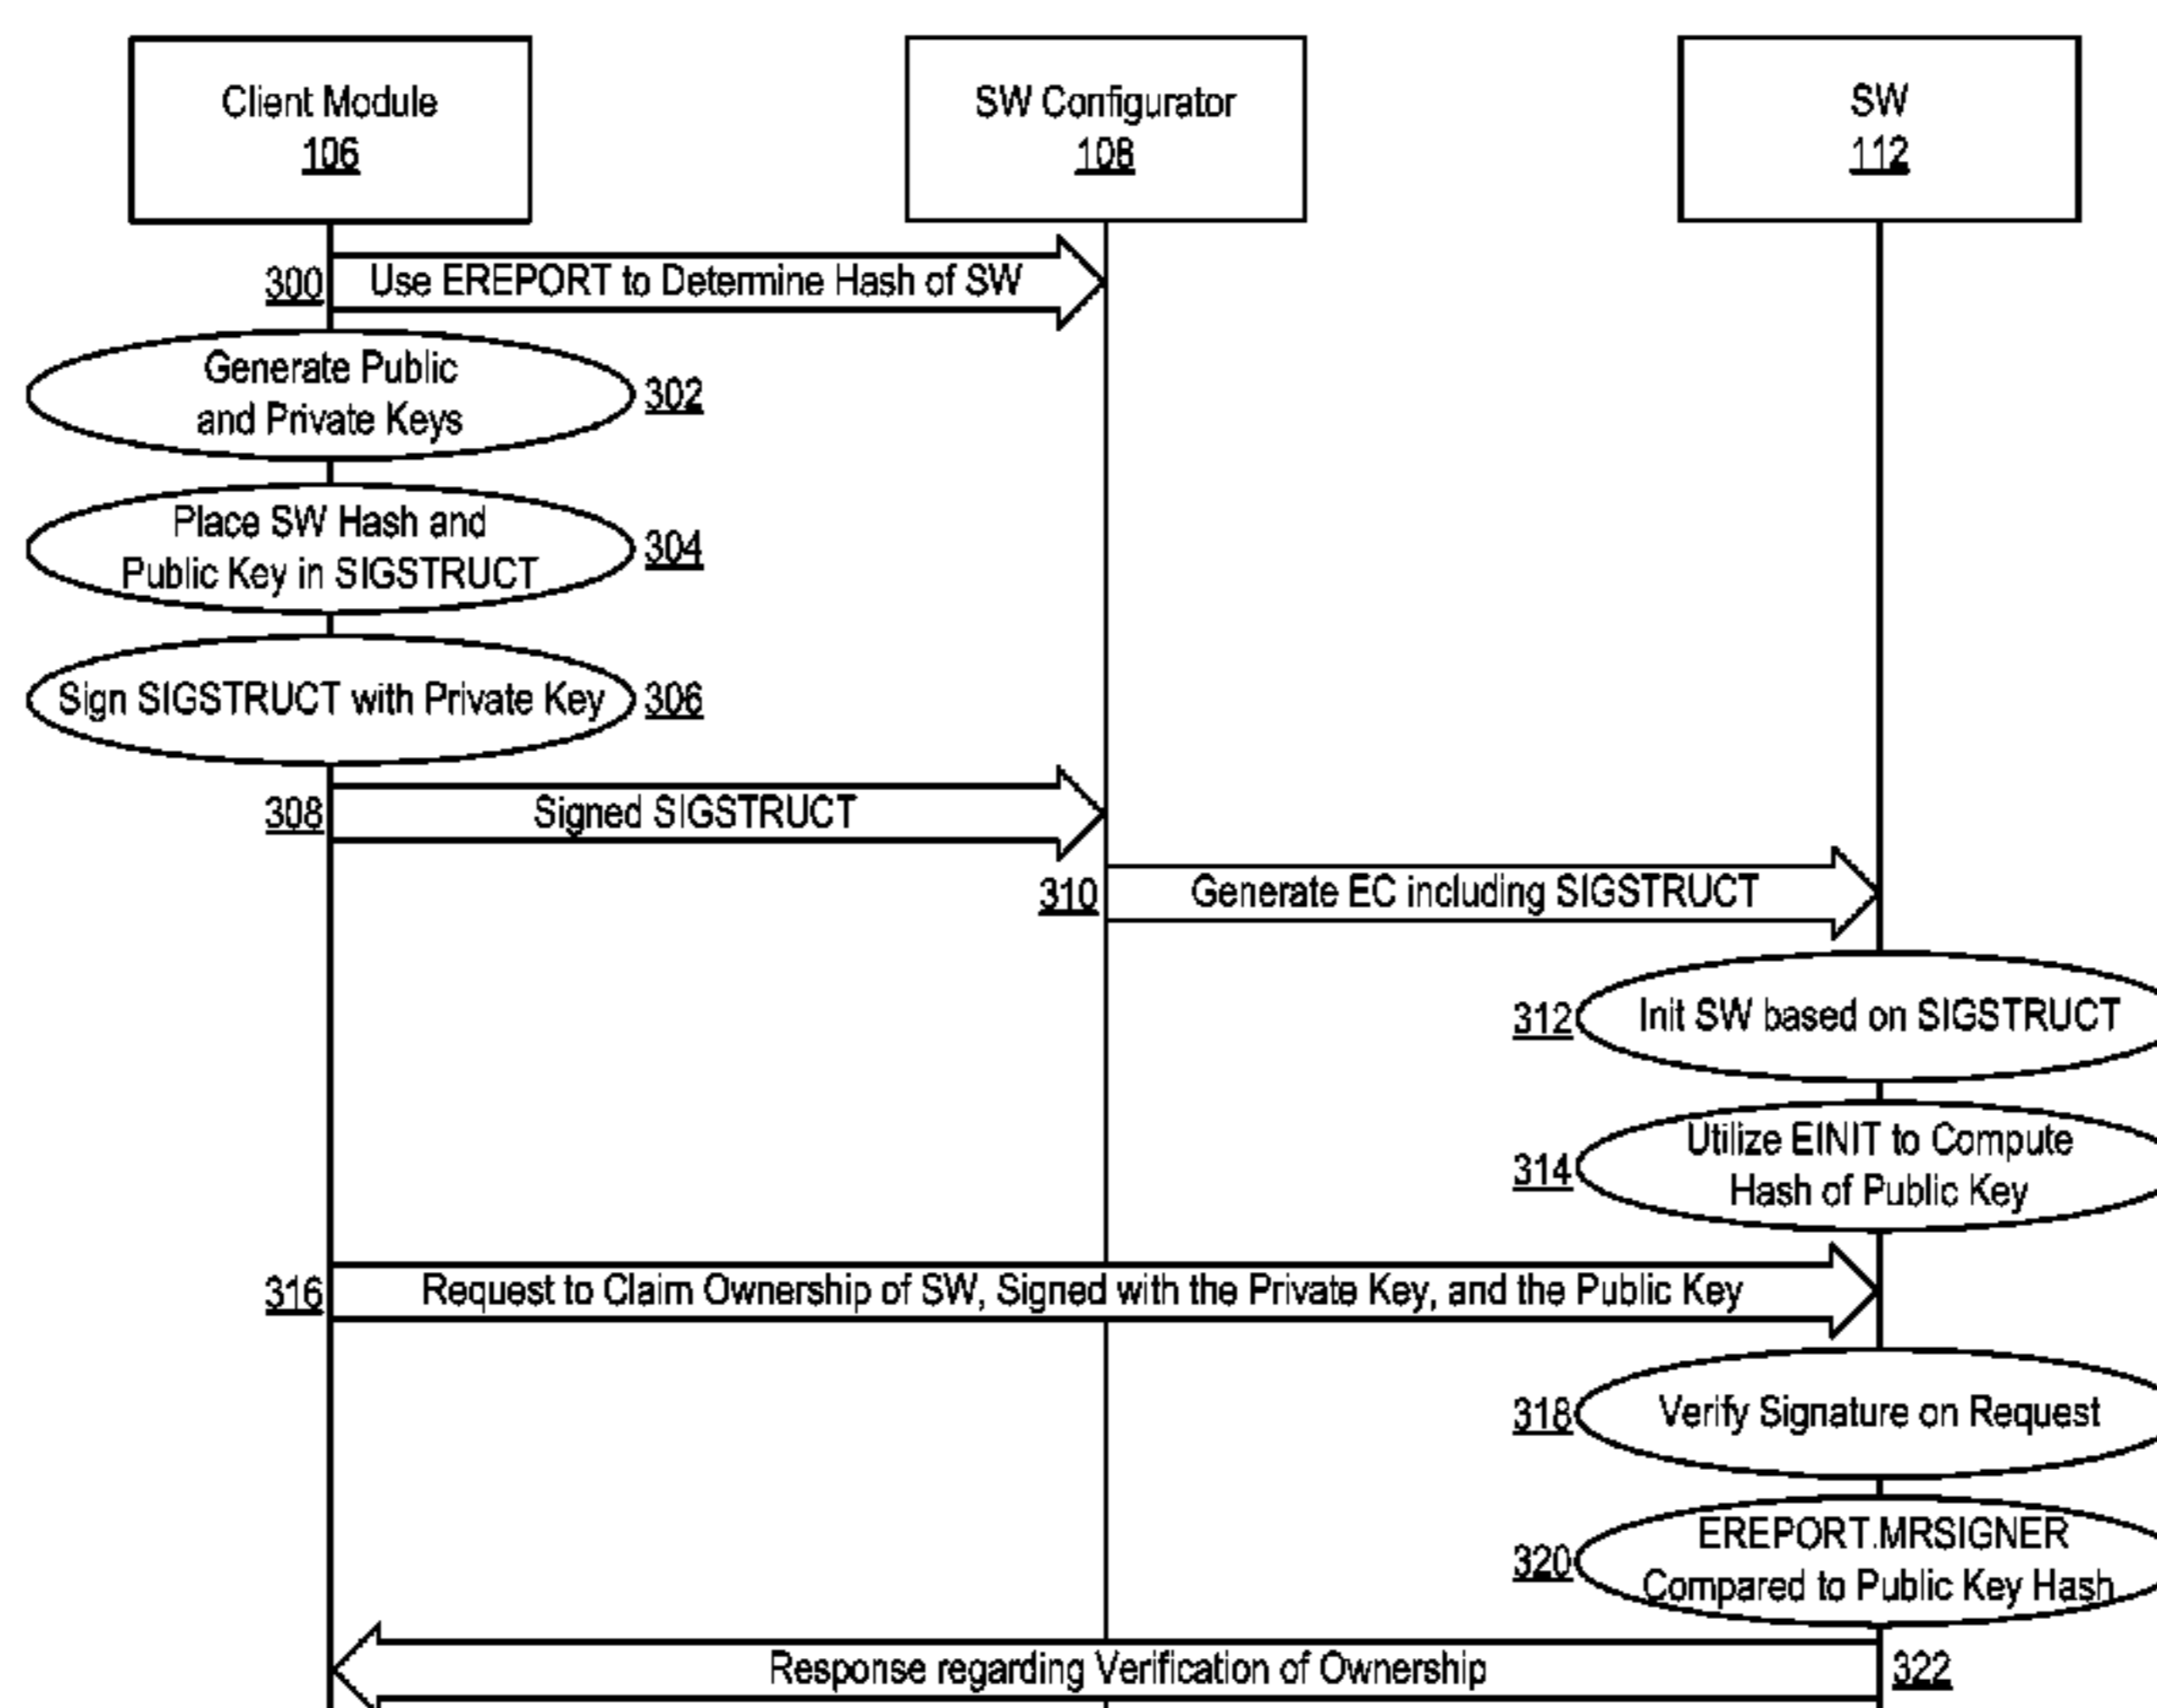 Client Module
106
SW Configurator
108
SW
112
300
Use EREPORT to Determine Hash of SW
Generate Public
and Private Keys
302
Place SW Hash and
Public Key in SIGSTRUCT
304
Sign SIGSTRUCT with Private Key
306
308
Signed SIGSTRUCT
310
Generate EC including SIGSTRUCT
312
Init SW based on SIGSTRUCT
314
Utilize EINIT to Compute
Hash of Public Key
316
Request to Claim Ownership of SW, Signed with the Private Key, and the Public Key
318
Verify Signature on Request
320
EREPORT.MRSIGNER
Compared to Public Key Hash
Response regarding Verification of Ownership
322